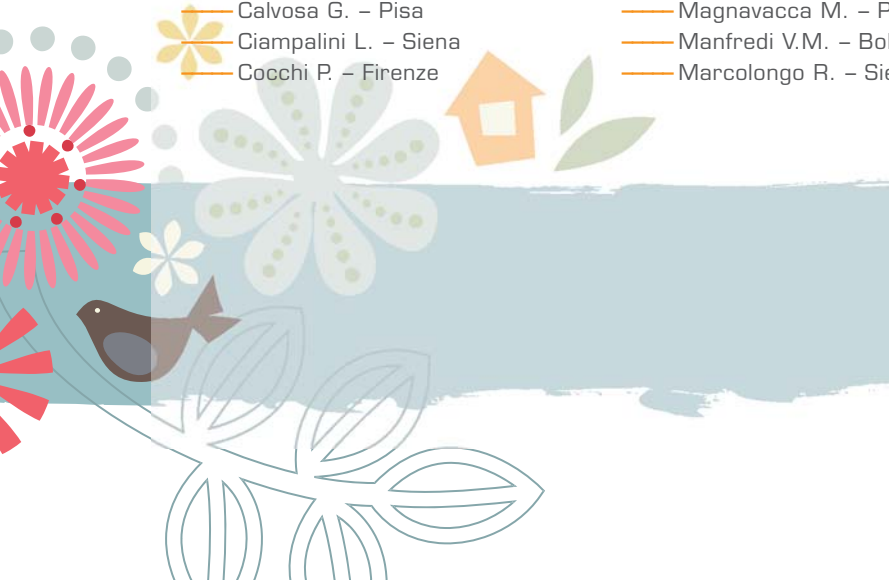 Calvosa G. – Pisa
Ciampalini L. – Siena
Cocchi P. – Firenze
Magnavacca M. –
Manfredi V.M. –
Marcolongo R. –